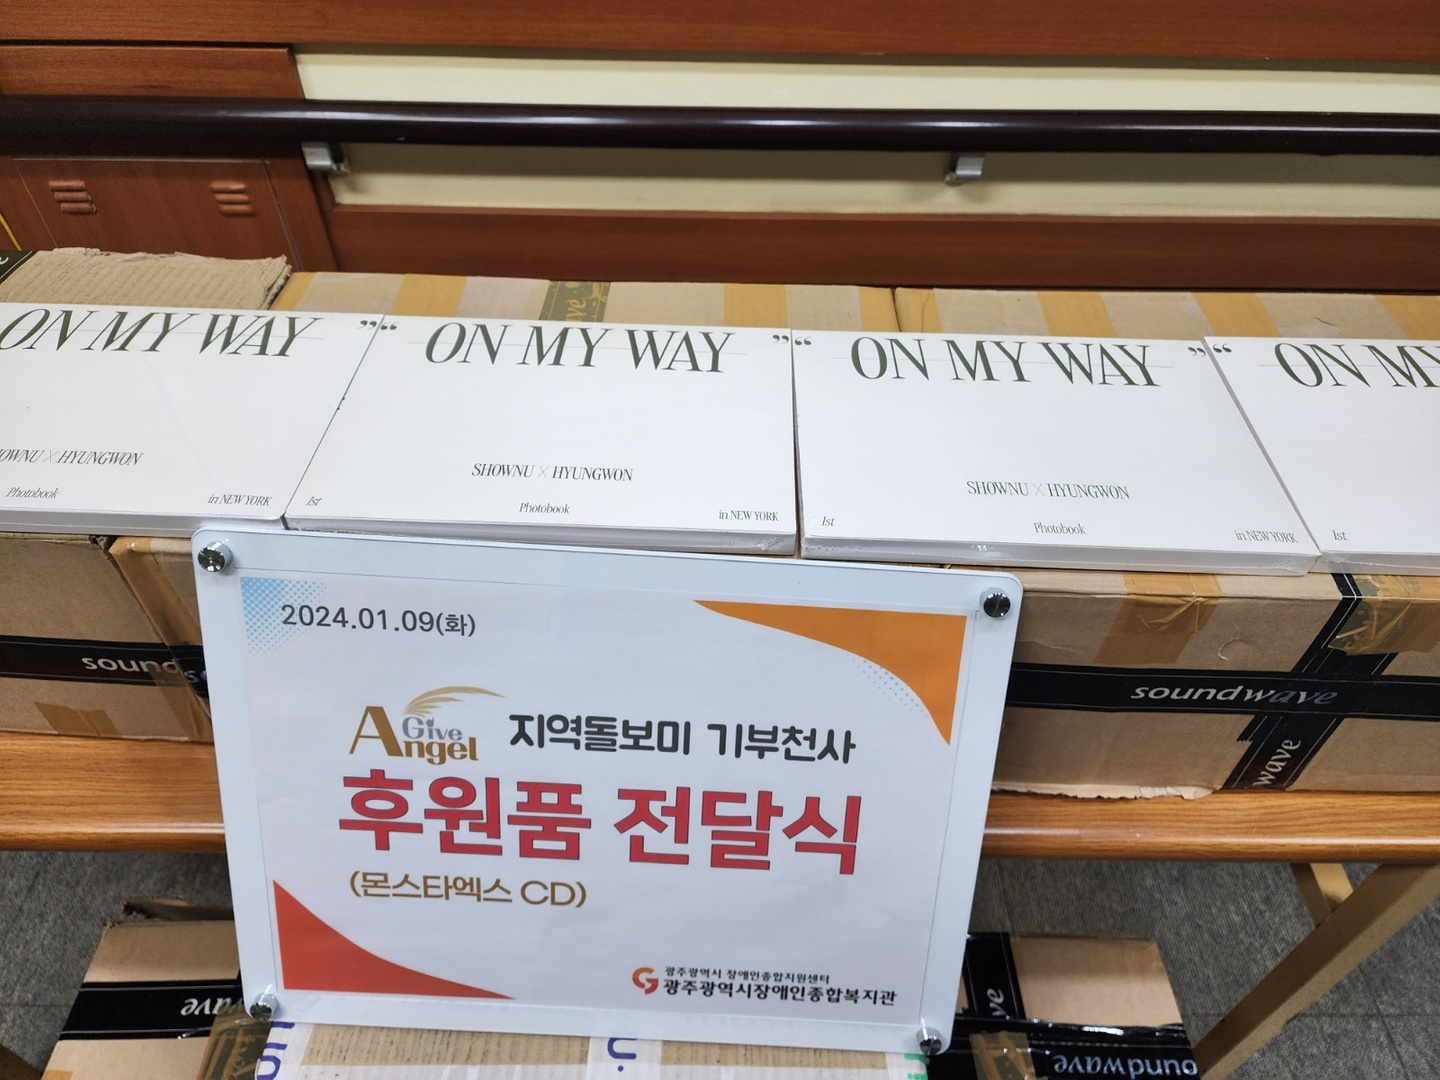 ON MY WAY ”
HYUNGWON
Photobook
in NEW YORK
“ ON MY WAY ”
SHOWNU X HYUNGWON
1st
Photobook
in NEW YORK
“ ON MY WAY ”
SHOWNU X HYUNGWON
1st
Photobook
in NEW YORK
“ ON MY
1st
soundwave
wave
2024.01.09(화)
Give
Angel
지역돌보미 기부천사
후원품 전달식
(몬스타엑스 CD)
광주광역시 장애인종합지원센터
광주광역시장애인종합복지관
wave
soundwave